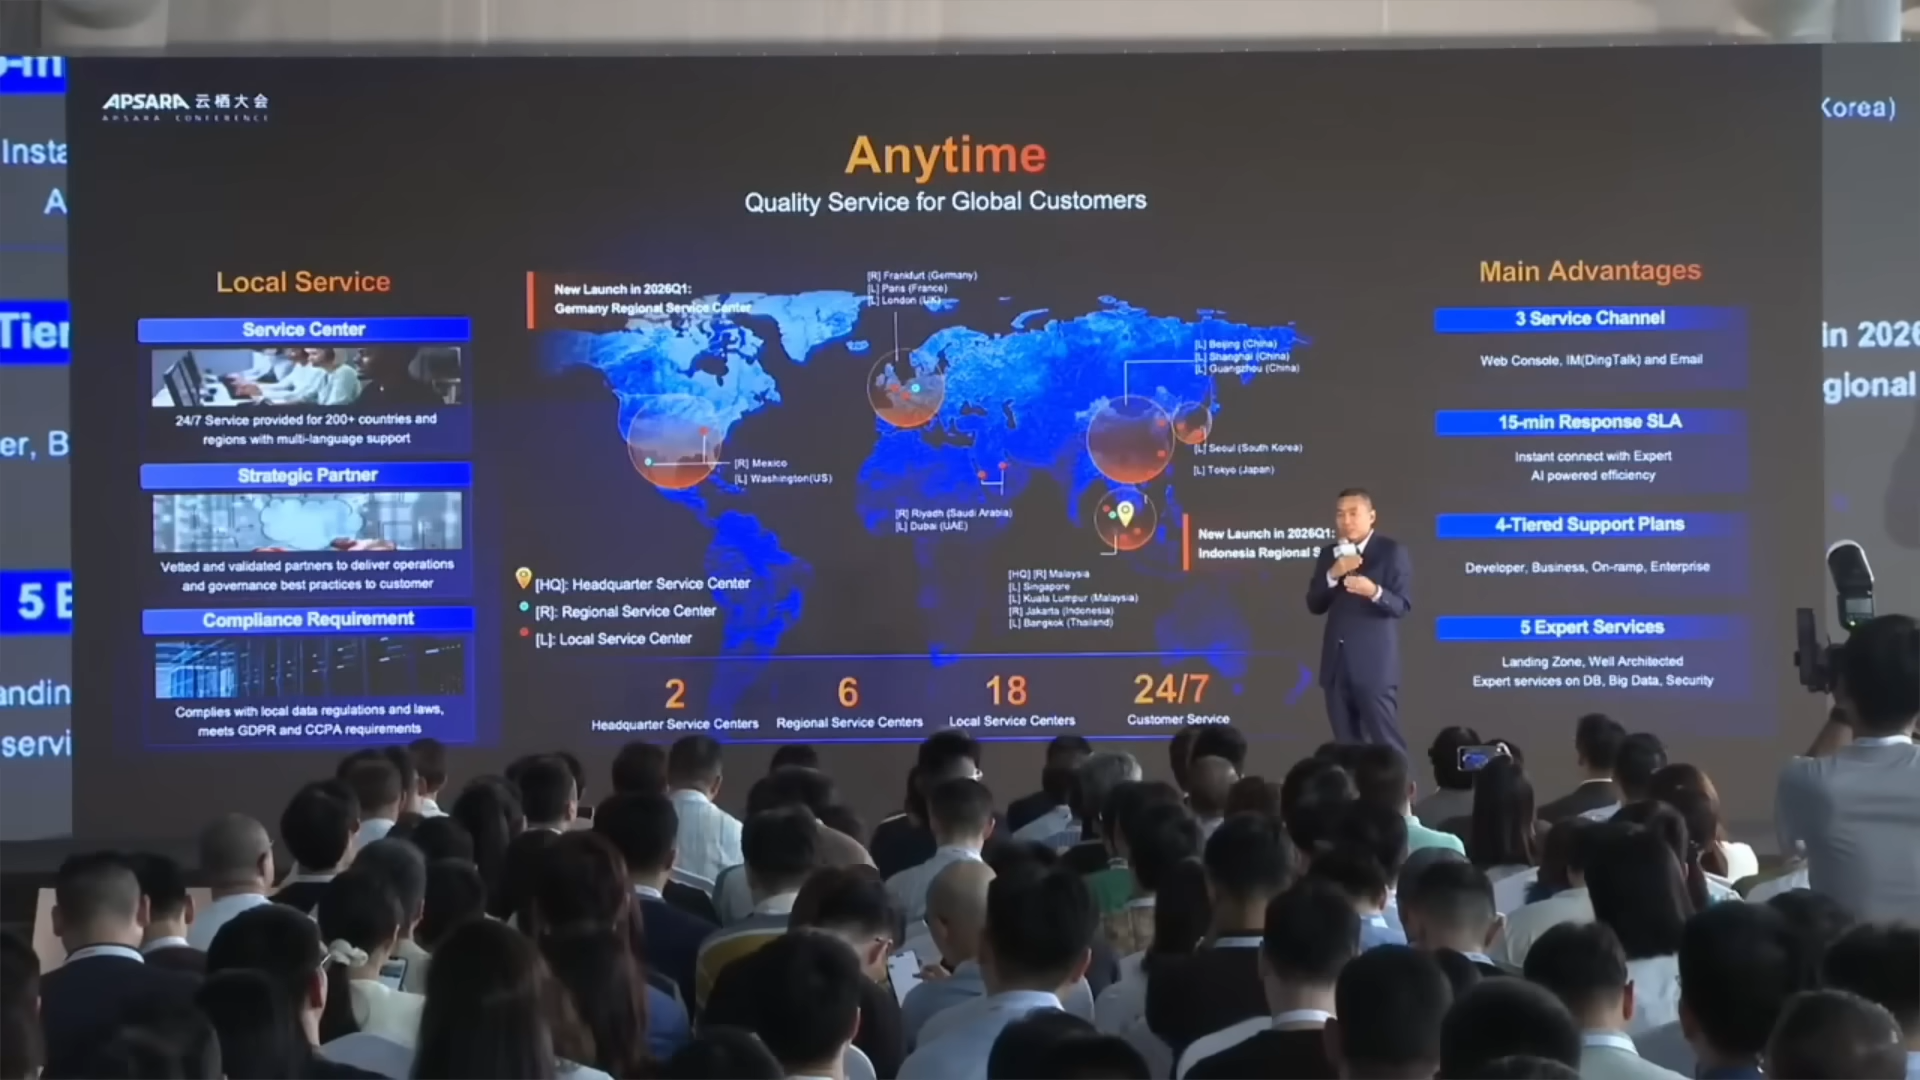 APSARA 云栖大会
APSARA CONFERENCE
Anytime
Quality Service for Global Customers
Local Service
Service Center
24/7 Service provided for 200+ countries and
regions with multi-language support
Strategic Partner
Vetted and validated partners to deliver operations
and governance best practices to customer
Compliance Requirement
Complies with local data regulations and laws,
meets GDPR and CCPA requirements
New Launch in 2026Q1:
Germany Regional Service Center
[R] Frankfurt (Germany)
[L] Paris (France)
[L] London (UK)
[L] Beijing (China)
[L] Shanghai (China)
[L] Guangzhou (China)
[L] Seoul (South Korea)
[L] Tokyo (Japan)
[R] Mexico
[L] Washington(US)
[R] Riyadh (Saudi Arabia)
[L] Dubai (UAE)
New Launch in 2026Q1:
Indonesia Regional S
[HQ] [R] Malaysia
[L] Singapore
[L] Kuala Lumpur (Malaysia)
[R] Jakarta (Indonesia)
[L] Bangkok (Thailand)
[HQ]: Headquarter Service Center
[R]: Regional Service Center
[L]: Local Service Center
2
Headquarter Service Centers
6
Regional Service Centers
18
Local Service Centers
24/7
Customer Service
Main Advantages
3 Service Channel
Web Console, IM(DingTalk) and Email
15-min Response SLA
Instant connect with Expert
AI powered efficiency
4-Tiered Support Plans
Developer, Business, On-ramp, Enterprise
5 Expert Services
Landing Zone, Well Architected
Expert services on DB, Big Data, Security
Insta
A
Tier
er, B
5 E
andin
servi
Korea)
in 2026
gional